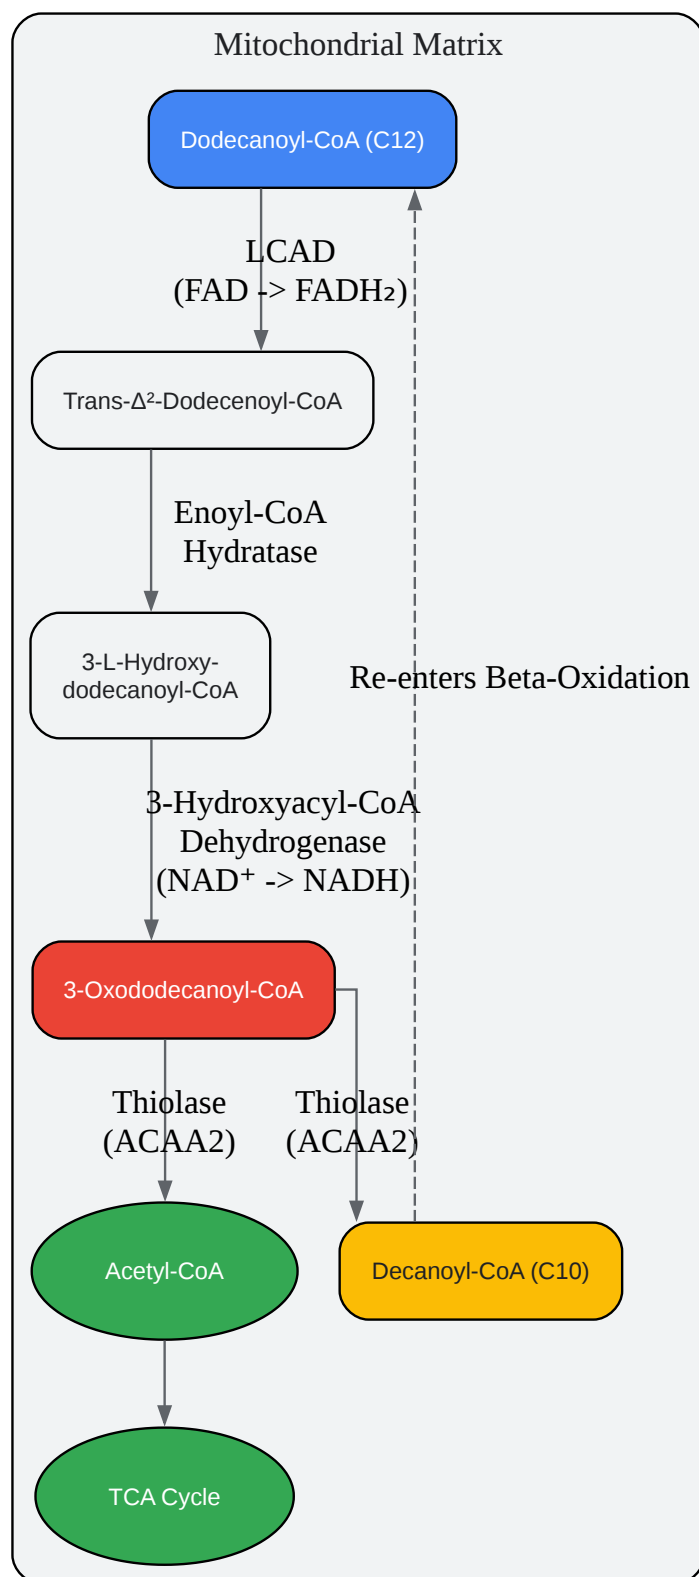 Mitochondrial Matrix
Dodecanoyl-CoA (C12)
LCAD
(FAD -> FADH₂)
Trans-Δ²-Dodecenoyl-CoA
Enoyl-CoA
Hydratase
3-L-Hydroxy-
dodecanoyl-CoA
Re-enters Beta-Oxidation
3-Hydroxyacyl-CoA
Dehydrogenase
(NAD⁺ -> NADH)
3-Oxododecanoyl-CoA
Thiolase
(ACAA2)
Thiolase
(ACAA2)
Acetyl-CoA
Decanoyl-CoA (C10)
TCA Cycle